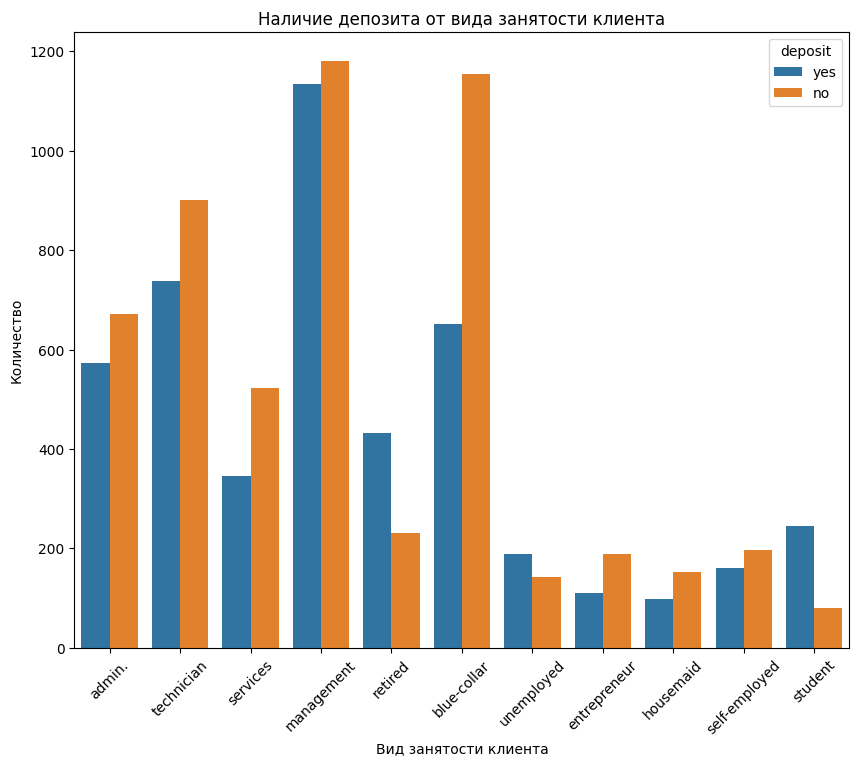 Наличие депозита от вида занятости клиента
deposit
yes
no
Количество
1200
1000
800
600
400
200
0
admin.
technician
services
management
retired
blue-collar
unemployed
entrepreneur
housemaid
self-employed
student
Вид занятости клиента